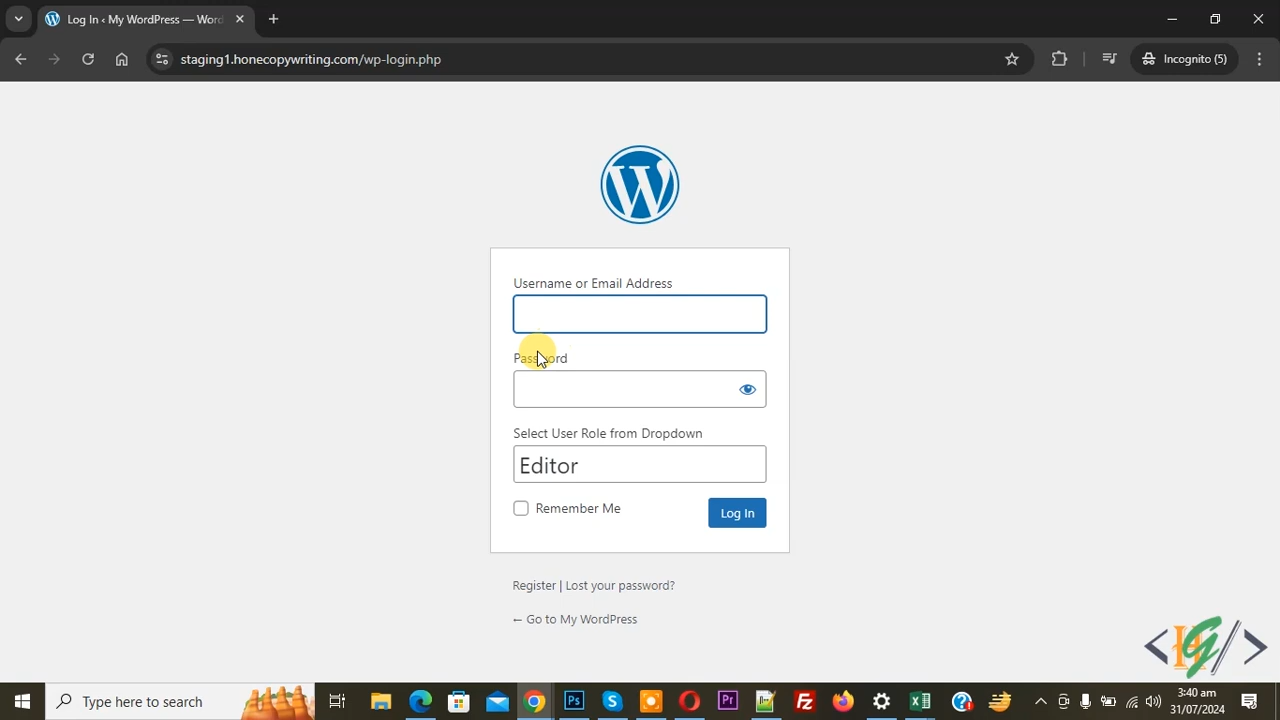 Log In ‹ My WordPress — Word
staging1.honecopywriting.com/wp-login.php
Incognito (5)
Username or Email Address
Password
Select User Role from Dropdown
Editor
Remember Me
Log In
Register | Lost your password?
← Go to My WordPress
Type here to search
3:40 am
31/07/2024